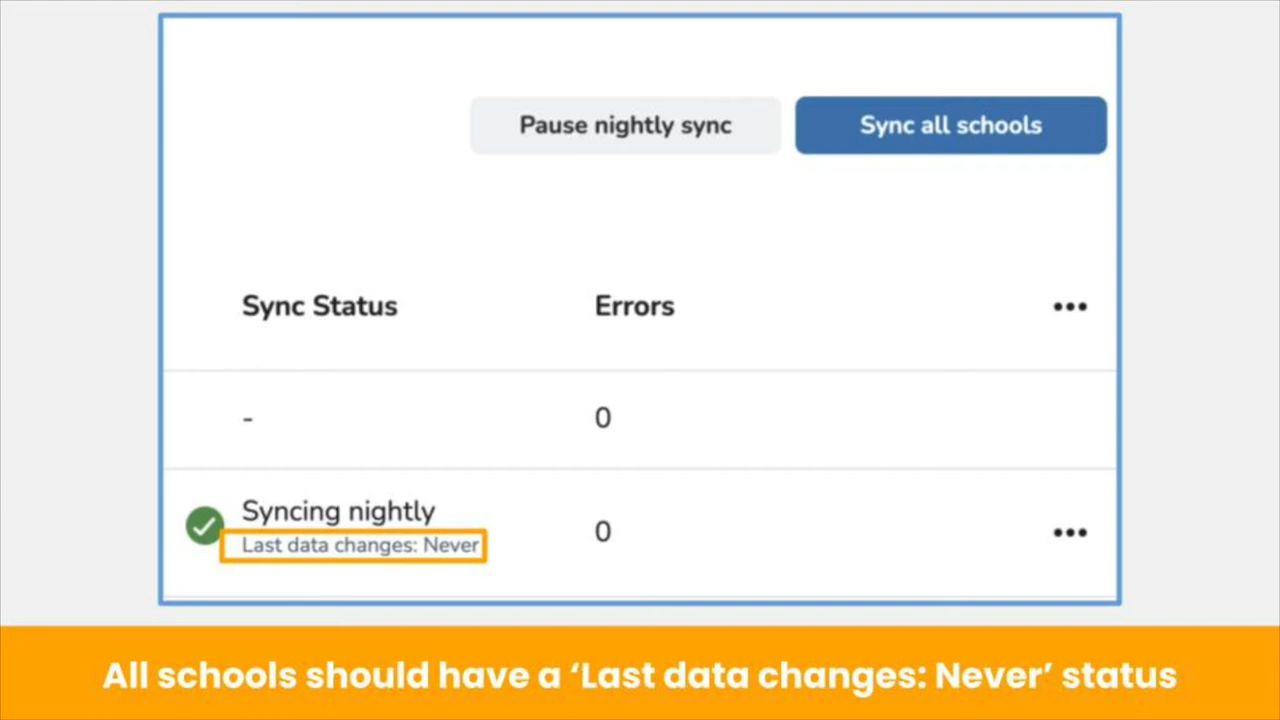 Pause nightly sync
Sync all schools
Sync Status
Errors
-
0
Syncing nightly
Last data changes: Never
0
All schools should have a ‘Last data changes: Never’ status